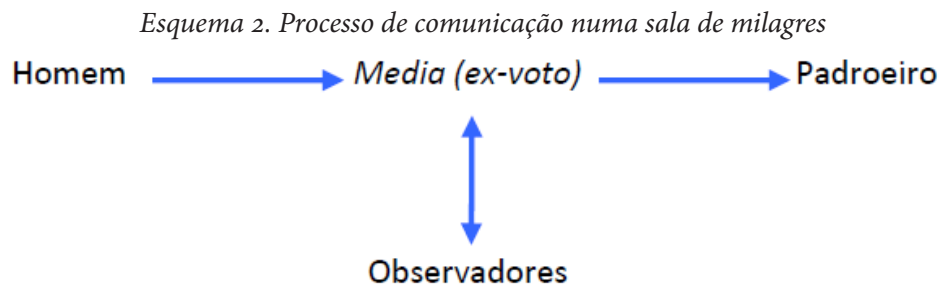 Esquema 2. Processo de comunicação numa sala de milagres
Homem Media (ex-voto) Padroeiro
Observadores